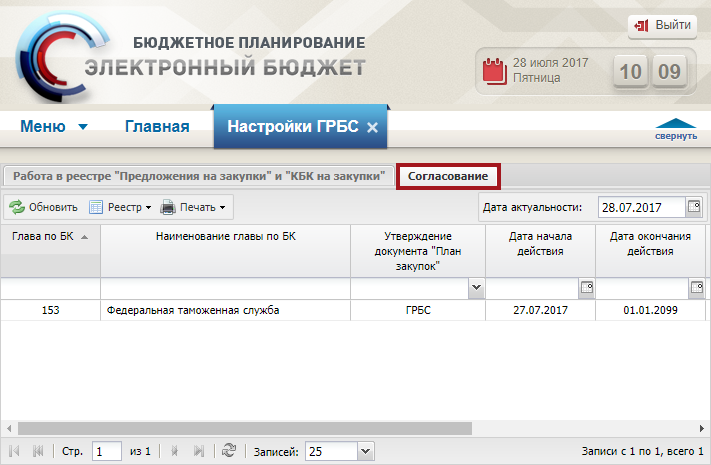 БЮДЖЕТНОЕ ПЛАНИРОВАНИЕ
ЭЛЕКТРОННЫЙ БЮДЖЕТ
Выйти
28 июля 2017
Пятница
10 09
Меню Главная Настройки ГРБС
свернуть
Работа в реестре "Предложения на закупки" и "КБК на закупки" Согласование
Обновить Реестр Печать Дата актуальности: 28.07.2017
Глава по БК Наименование главы по БК Утверждение документа "План закупок" Дата начала действия Дата окончания действия
153 Федеральная таможенная служба ГРБС 27.07.2017 01.01.2099
Стр. 1 из 1 Записей: 25 Записи с 1 по 1, всего 1